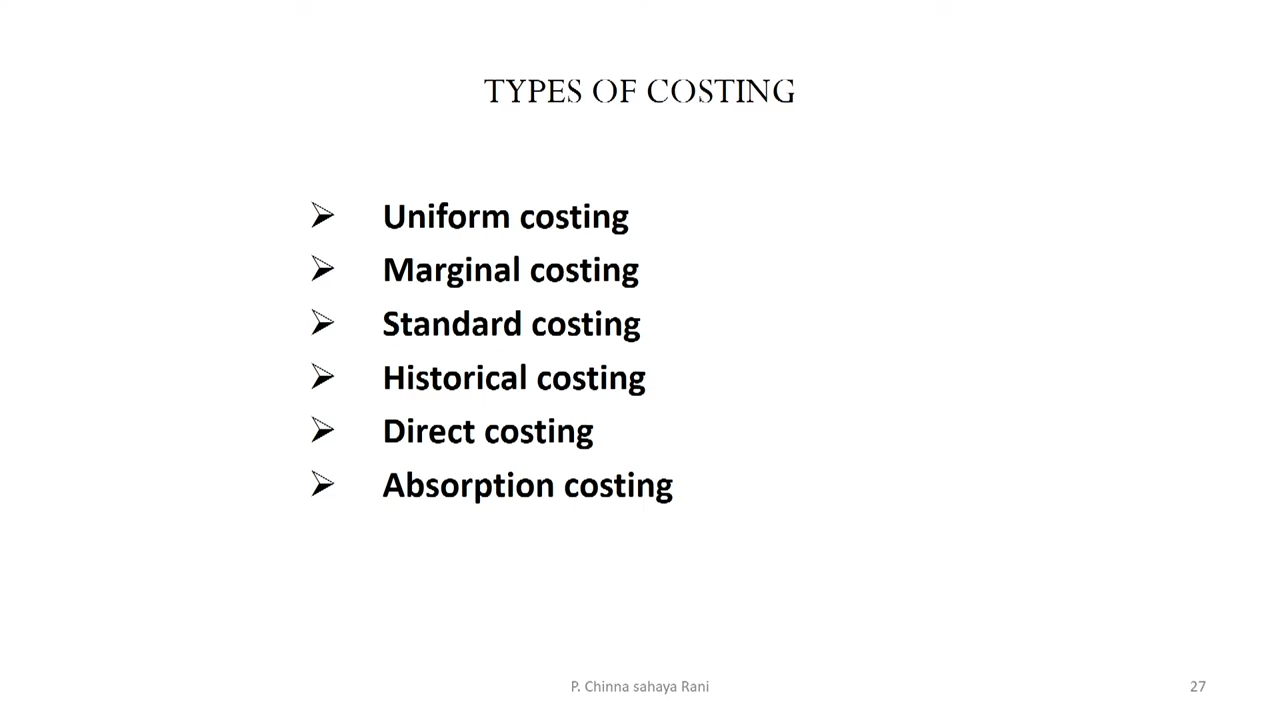 TYPES OF COSTING
➢ Uniform costing
➢ Marginal costing
➢ Standard costing
➢ Historical costing
➢ Direct costing
➢ Absorption costing
P. Chinna sahaya Rani
27